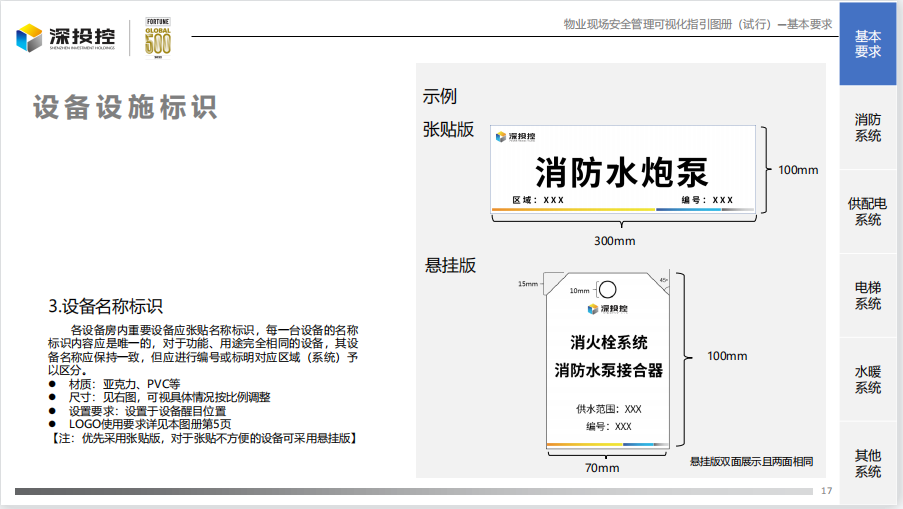 深投控
SHENZHEN INVESTMENT HOLDINGS
FORTUNE
GLOBAL
500
物业现场安全管理可视化指引图册（试行）—基本要求
基本
要求
消防
系统
供配电
系统
电梯
系统
水暖
系统
其他
系统
设备设施标识
3.设备名称标识
各设备房内重要设备应张贴名称标识，每一台设备的名称
标识内容应是唯一的，对于功能、用途完全相同的设备，其设
备名称应保持一致，但应进行编号或标明对应区域（系统）予
以区分。
● 材质：亚克力、PVC等
● 尺寸：见右图，可视具体情况按比例调整
● 设置要求：设置于设备醒目位置
● LOGO使用要求详见本图册第5页
【注：优先采用张贴版，对于张贴不方便的设备可采用悬挂版】
示例
张贴版
深投控
消防水炮泵
区域：XXX
编号：XXX
100mm
300mm
悬挂版
15mm
10mm
45°
深投控
消火栓系统
消防水泵接合器
供水范围：XXX
编号：XXX
100mm
70mm
悬挂版双面展示且两面相同
17